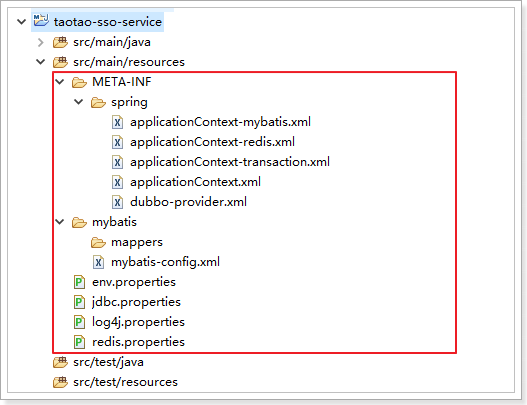 taotao-sso-service
src/main/java
src/main/resources
META-INF
spring
applicationContext-mybatis.xml
applicationContext-redis.xml
applicationContext-transaction.xml
applicationContext.xml
dubbo-provider.xml
mybatis
mappers
mybatis-config.xml
env.properties
jdbc.properties
log4j.properties
redis.properties
src/test/java
src/test/resources